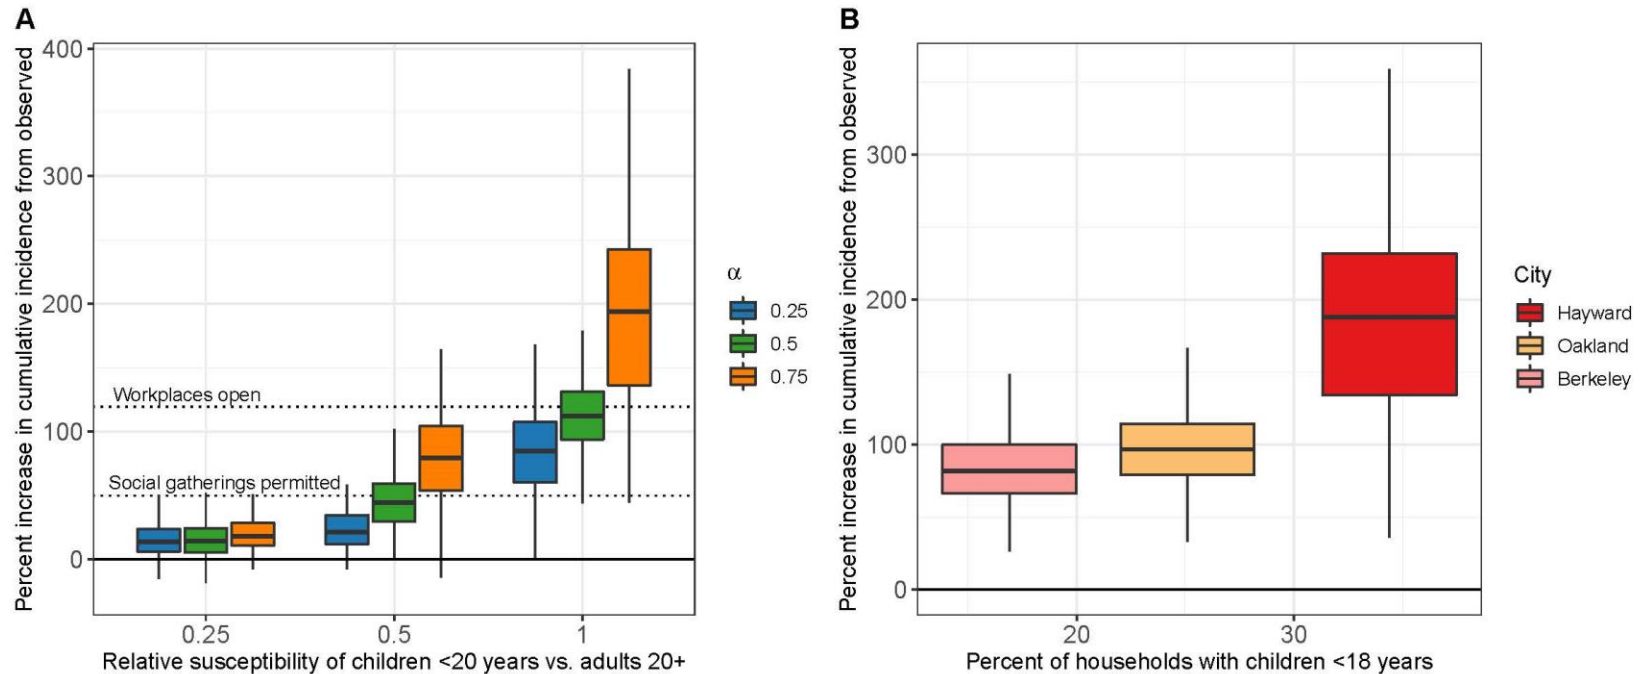 A
Percent increase in cumulative incidence from observed
400
300
200
100
0
Workplaces open
Social gatherings permitted
0.25
0.5
1
Relative susceptibility of children <20 years vs. adults 20+
α
0.25
0.5
0.75
B
Percent increase in cumulative incidence from observed
300
200
100
0
20
30
Percent of households with children <18 years
City
Hayward
Oakland
Berkeley